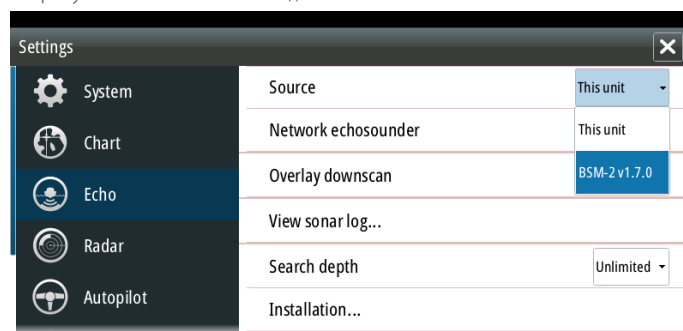 Settings
System
Chart
Echo
Radar
Autopilot
Source
This unit
This unit
BSM-2 v1.7.0
Network echosounder
Overlay downscan
View sonar log...
Search depth
Unlimited
Installation...